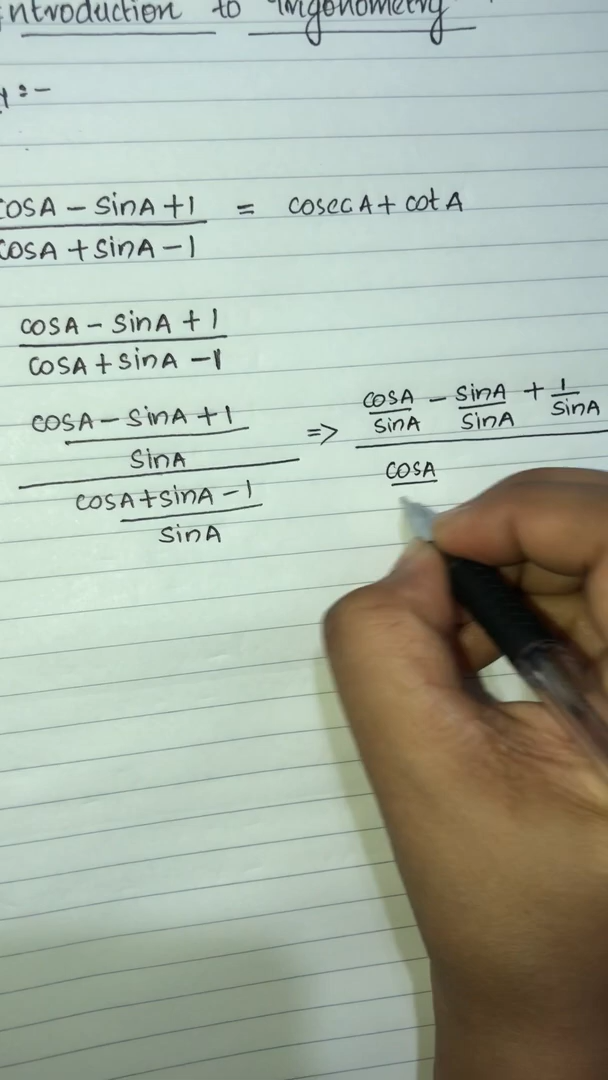 ntroduction to Trigonometry
y :-
cosA - sinA + 1 = cosecA + cotA
cosA + sinA - 1
cosA - sinA + 1
cosA + sinA - 1
cosA - sinA + 1
sinA
cosA + sinA - 1
sinA
=> cosA - sinA + 1
sinA sinA sinA
cosA